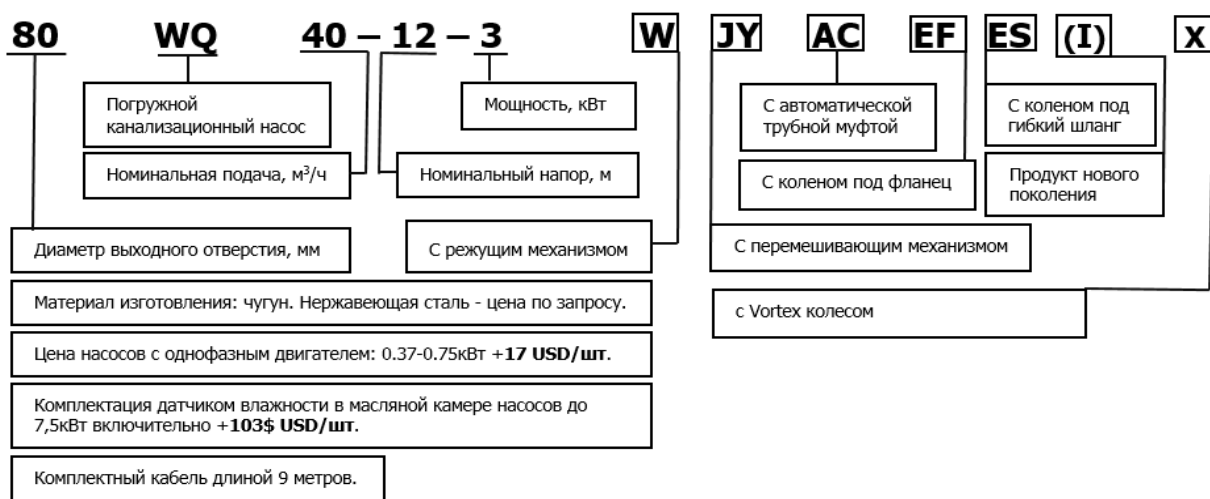 80 WQ 40 – 12 – 3 W JY AC EF ES (I) X
Погружной
канализационный насос
Мощность, кВт
С автоматической
трубной муфтой
С коленом под
гибкий шланг
Номинальная подача, м³/ч
Номинальный напор, м
С коленом под фланец
Продукт нового
поколения
Диаметр выходного отверстия, мм
С режущим механизмом
С перемешивающим механизмом
Материал изготовления: чугун. Нержавеющая сталь - цена по запросу.
с Vortex колесом
Цена насосов с однофазным двигателем: 0.37-0.75кВт +17 USD/шт.
Комплектация датчиком влажности в масляной камере насосов до
7,5кВт включительно +103$ USD/шт.
Комплектный кабель длиной 9 метров.